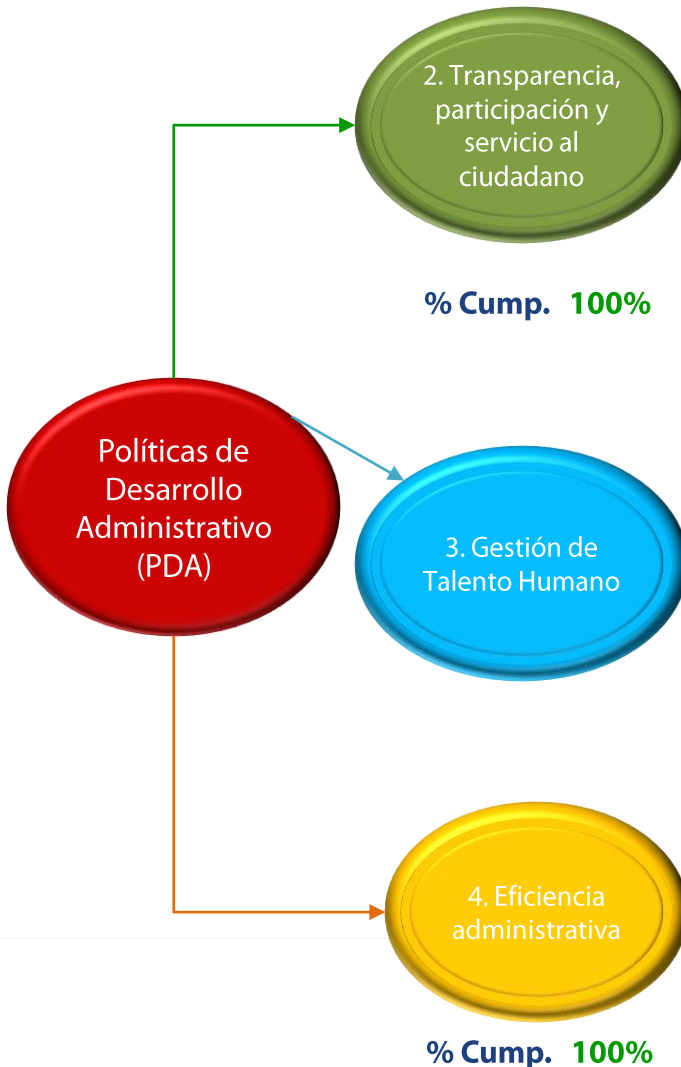 2. Transparencia,
participación y
servicio al
ciudadano
% Cump. 100%
Políticas de
Desarrollo
Administrativo
(PDA)
3. Gestión de
Talento Humano
4. Eficiencia
administrativa
% Cump. 100%